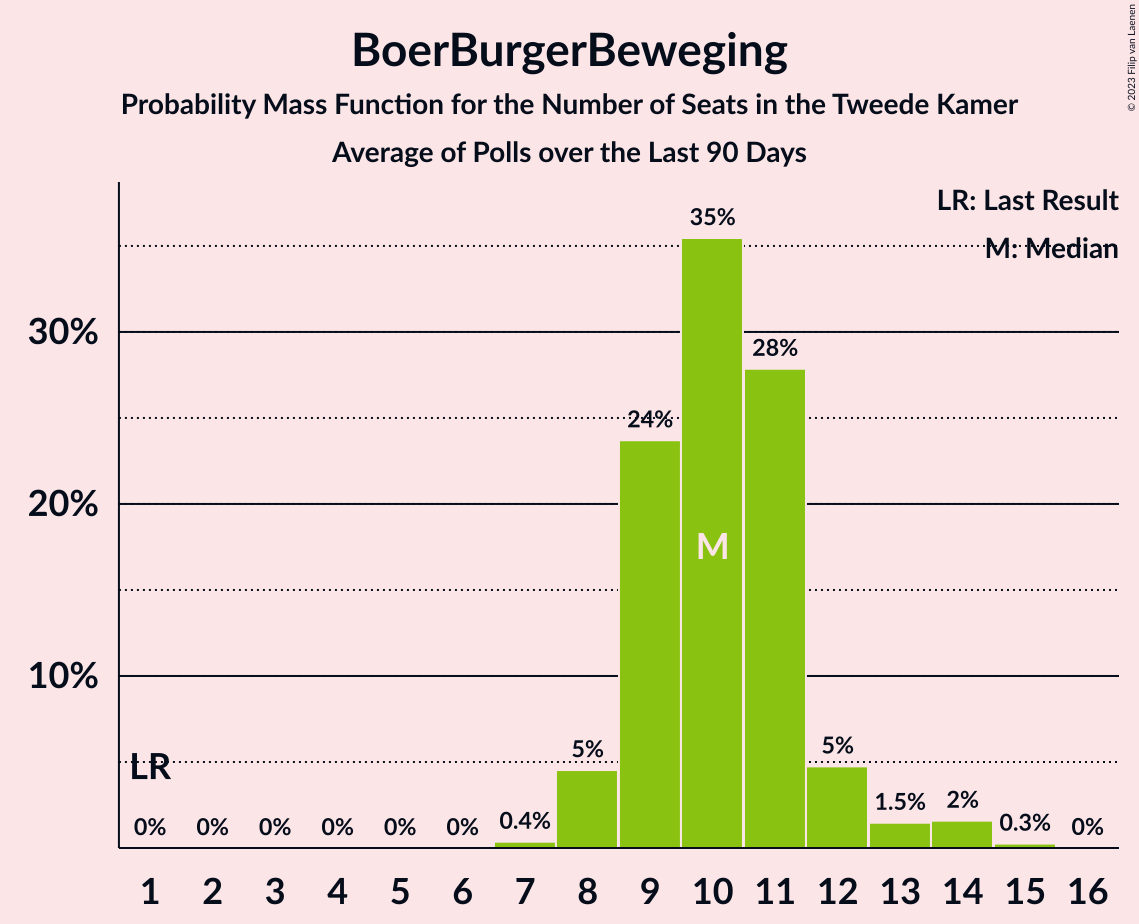 BoerBurgerBeweging
Probability Mass Function for the Number of Seats in the Tweede Kamer
Average of Polls over the Last 90 Days
© 2023 Filip van Laenen
LR: Last Result
M: Median
30%
20%
10%
LR
0% 0% 0% 0% 0% 0% 0.4% 5% 24% 35% 28% 5% 1.5% 2% 0.3% 0%
M
1 2 3 4 5 6 7 8 9 10 11 12 13 14 15 16